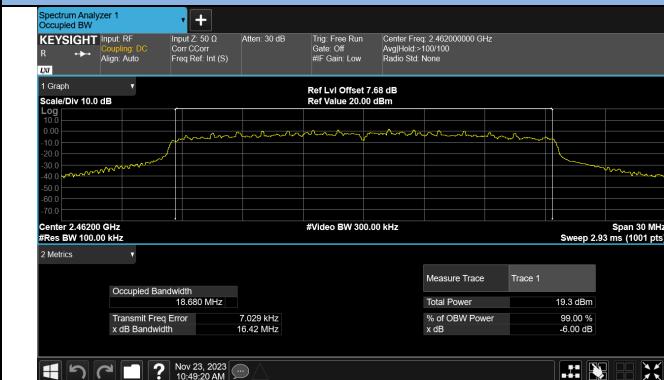 Spectrum Analyzer 1
Occupied BW
+
KEYSIGHT
R
LXI
Input: RF
Coupling: DC
Align: Auto
Input Z: 50 Ω
Corr CCorr
Freq Ref: Int (S)
Atten: 30 dB
Trig: Free Run
Gate: Off
#IF Gain: Low
Center Freq: 2.462000000 GHz
Avg|Hold:>100/100
Radio Std: None
1 Graph
Scale/Div 10.0 dB
Ref Lvl Offset 7.68 dB
Ref Value 20.00 dBm
Log
10.0
0.00
-10.0
-20.0
-30.0
-40.0
-50.0
-60.0
-70.0
Center 2.46200 GHz
#Res BW 100.00 kHz
#Video BW 300.00 kHz
Span 30 MHz
Sweep 2.93 ms (1001 pts)
2 Metrics
Occupied Bandwidth
18.680 MHz
Transmit Freq Error 7.029 kHz
x dB Bandwidth 16.42 MHz
Measure Trace Trace 1
Total Power 19.3 dBm
% of OBW Power 99.00 %
x dB -6.00 dB
?
Nov 23, 2023
10:49:20 AM